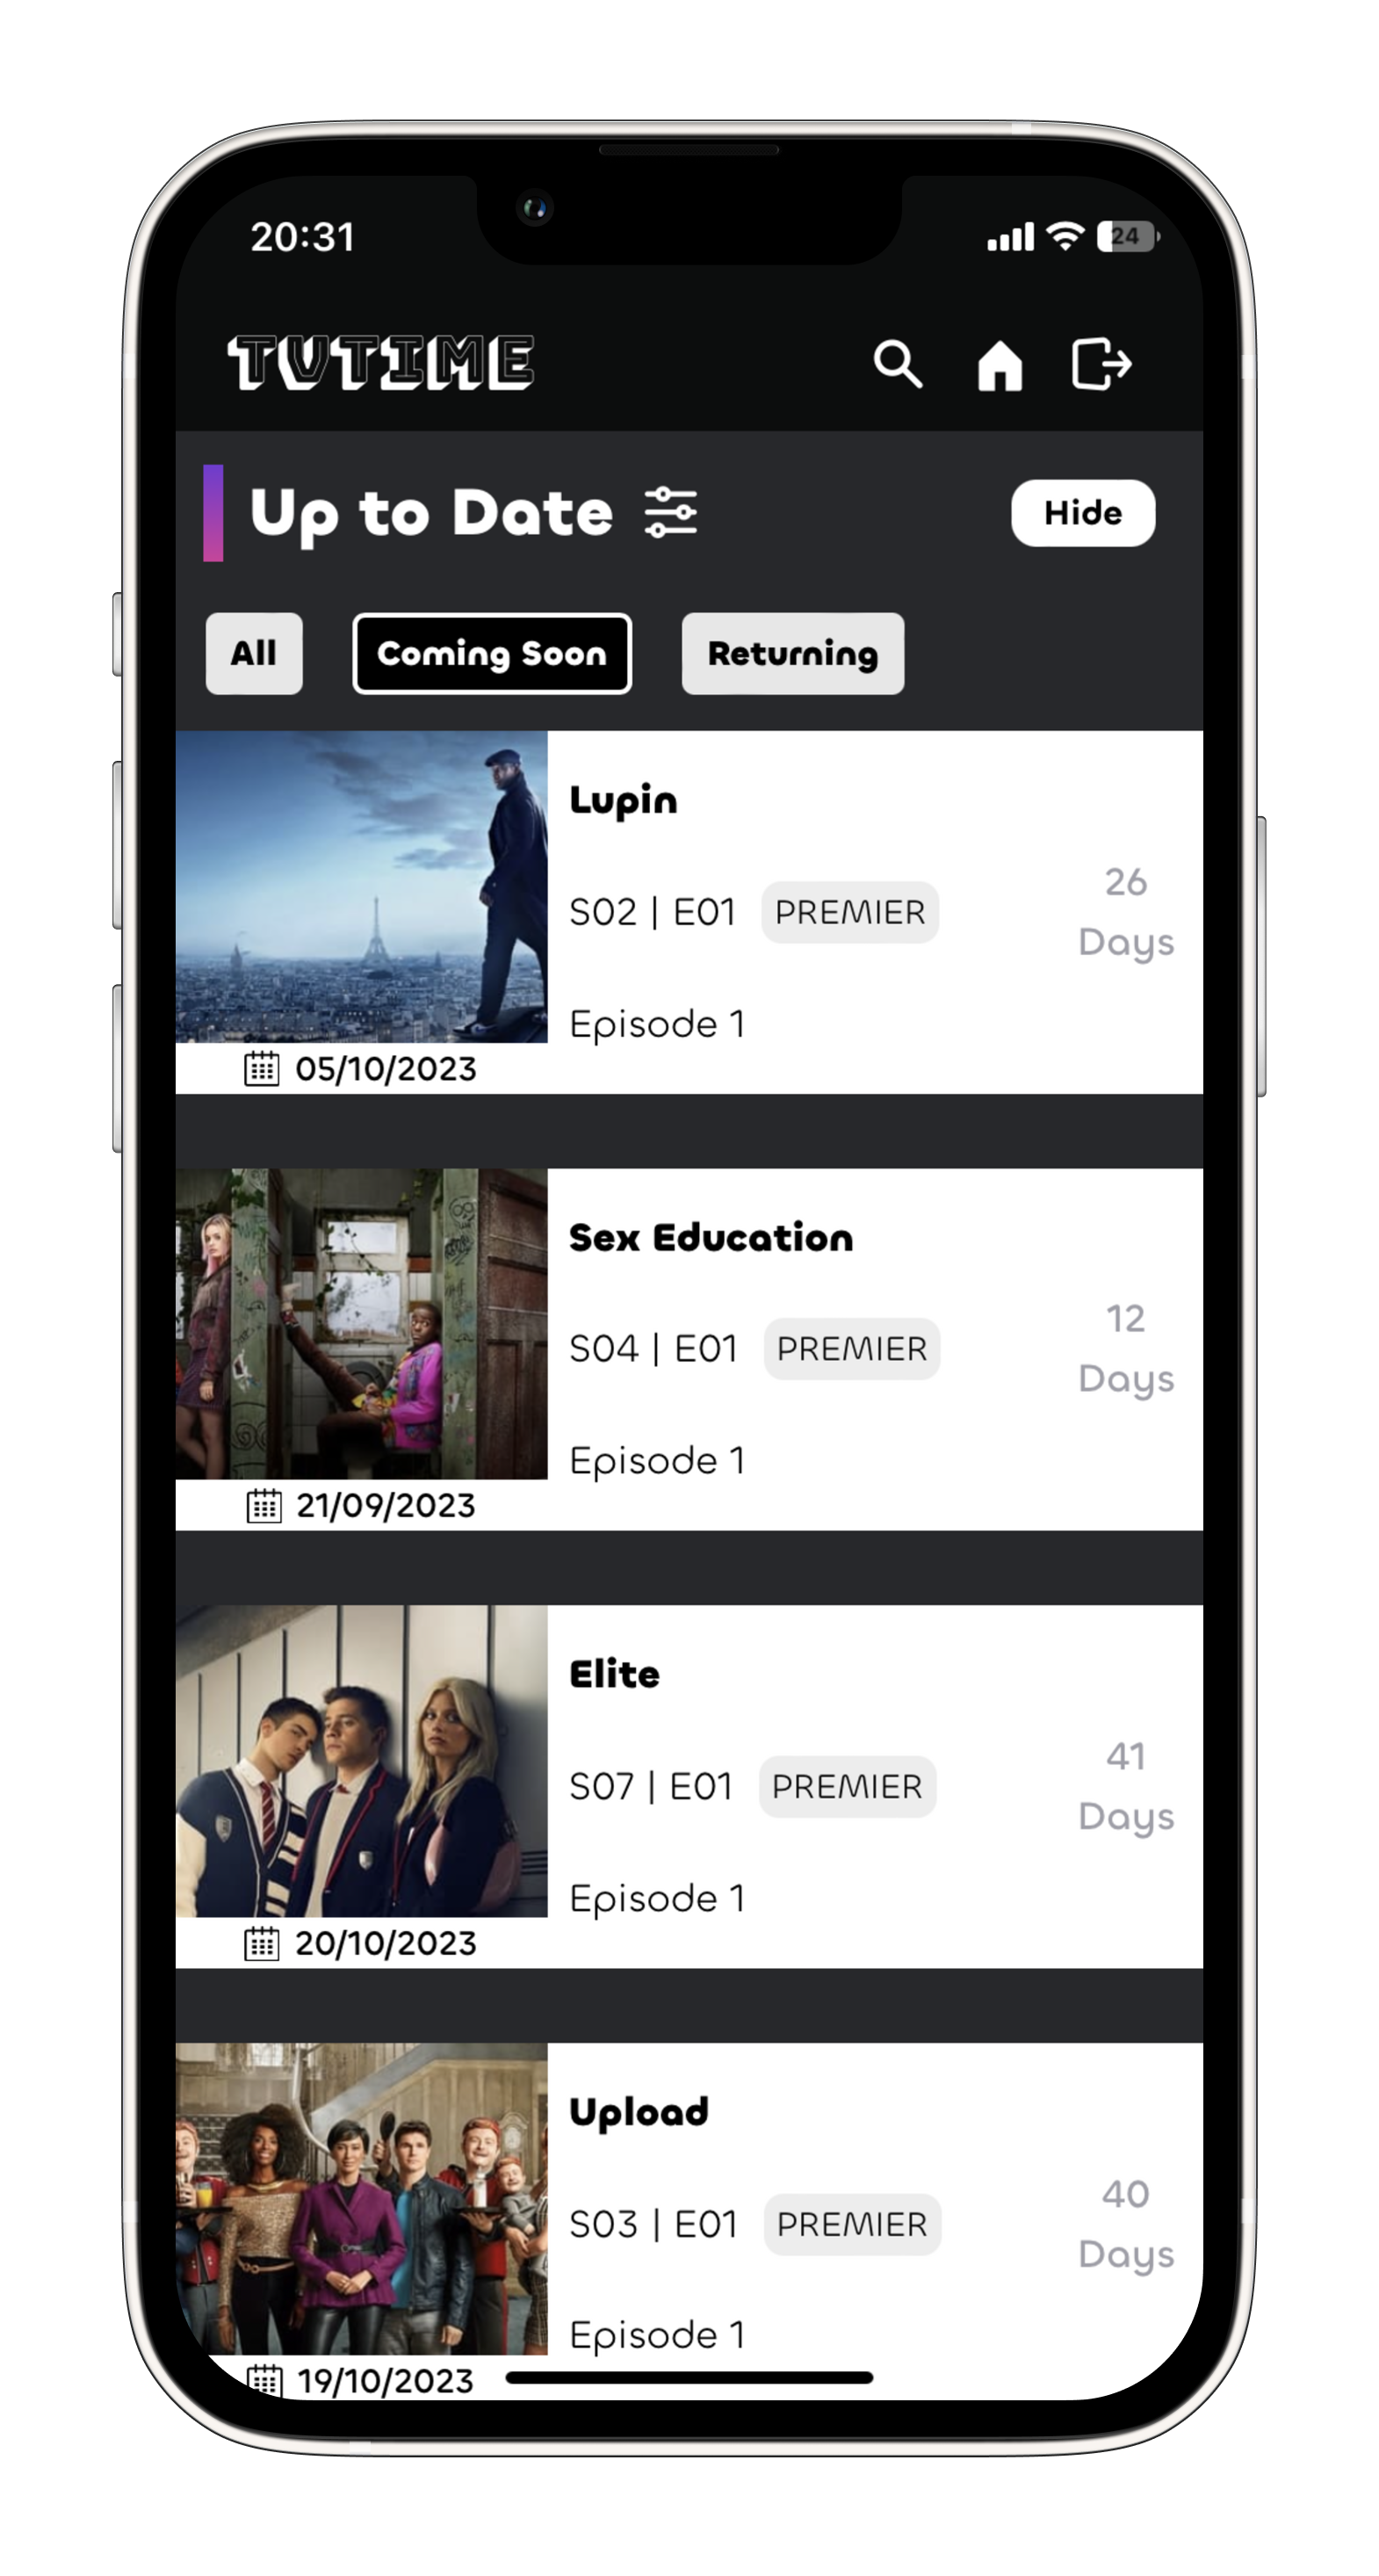 20:31
24
TVTIME
Up to Date
Hide
All
Coming Soon
Returning
Lupin
S02 | E01 PREMIER
26
Days
Episode 1
05/10/2023
Sex Education
S04 | E01 PREMIER
12
Days
Episode 1
21/09/2023
Elite
S07 | E01 PREMIER
41
Days
Episode 1
20/10/2023
Upload
S03 | E01 PREMIER
40
Days
Episode 1
19/10/2023